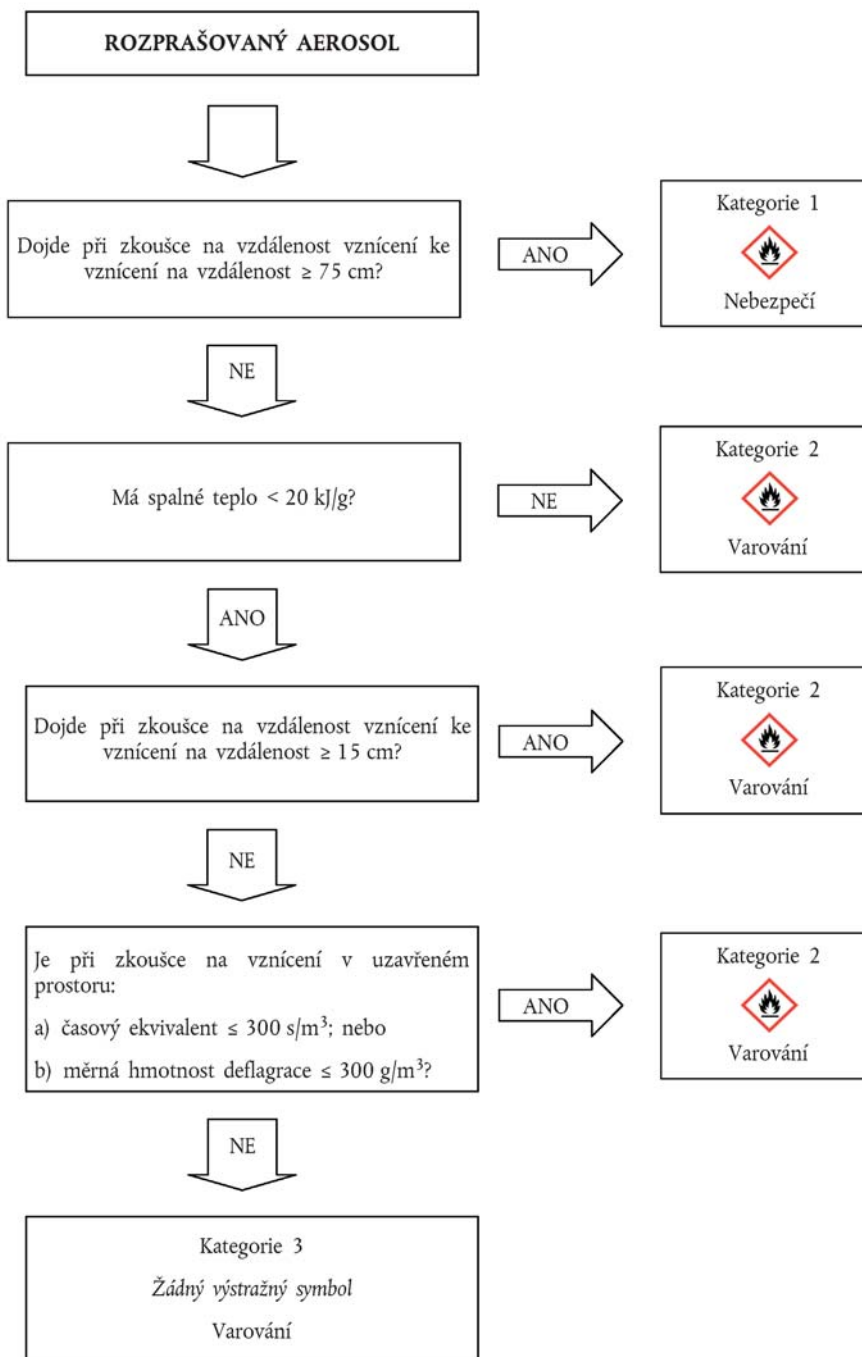 ROZPRAŠOVANÝ AEROSOL
Dojde při zkoušce na vzdálenost vznícení ke
vznícení na vzdálenost ≥ 75 cm?
ANO
Kategorie 1
Nebezpečí
NE
Má spalné teplo < 20 kJ/g?
NE
Kategorie 2
Varování
ANO
Dojde při zkoušce na vzdálenost vznícení ke
vznícení na vzdálenost ≥ 15 cm?
ANO
Kategorie 2
Varování
NE
Je při zkoušce na vznícení v uzavřeném
prostoru:
a) časový ekvivalent ≤ 300 s/m³; nebo
b) měrná hmotnost deflagrace ≤ 300 g/m³?
ANO
Kategorie 2
Varování
NE
Kategorie 3
Žádný výstražný symbol
Varování